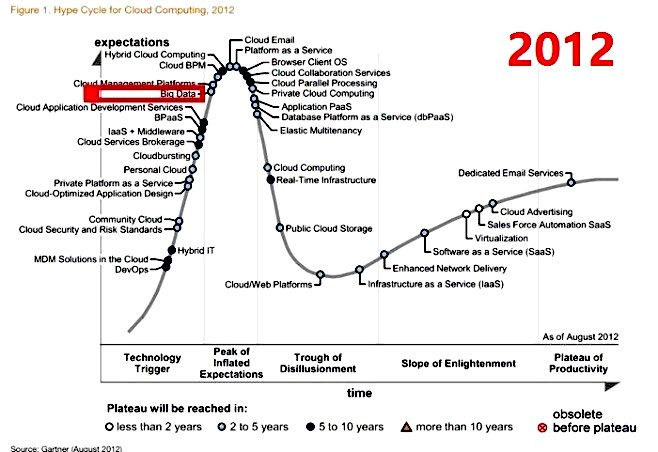 Figure 1. Hype Cycle for Cloud Computing, 2012
2012
expectations
Cloud Email
Platform as a Service
Hybrid Cloud Computing
Cloud BPM
Browser Client OS
Cloud Collaboration Services
Cloud Management Platforms
Cloud Parallel Processing
Big Data
Private Cloud Computing
Cloud Application Development Services
Application PaaS
BPaaS
Database Platform as a Service (dbPaaS)
IaaS + Middleware
Elastic Multitenancy
Cloud Services Brokerage
Cloudbursting
Personal Cloud
Cloud Computing
Private Platform as a Service
Real-Time Infrastructure
Cloud-Optimized Application Design
Dedicated Email Services
Community Cloud
Cloud Advertising
Cloud Security and Risk Standards
Public Cloud Storage
Sales Force Automation SaaS
Virtualization
Hybrid IT
Software as a Service (SaaS)
MDM Solutions in the Cloud
DevOps
Enhanced Network Delivery
Cloud/Web Platforms
Infrastructure as a Service (IaaS)
As of August 2012
Technology
Trigger
Peak of
Inflated
Expectations
Trough of
Disillusionment
Slope of Enlightenment
Plateau of
Productivity
time
Plateau will be reached in:
less than 2 years
2 to 5 years
5 to 10 years
more than 10 years
obsolete
before plateau
Source: Gartner (August 2012)